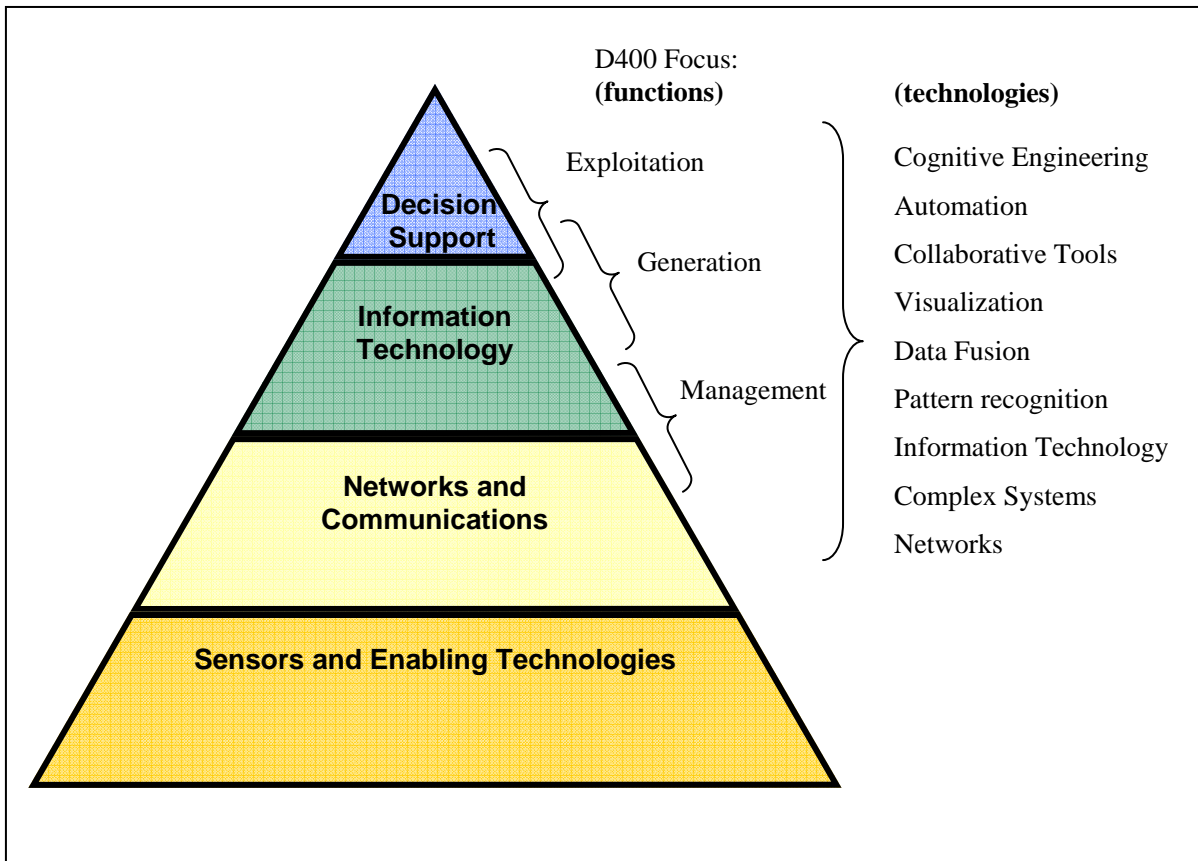 D400 Focus:
(functions)
(technologies)
Decision
Support
Information
Technology
Networks and
Communications
Sensors and Enabling Technologies
Exploitation
Generation
Management
Cognitive Engineering
Automation
Collaborative Tools
Visualization
Data Fusion
Pattern recognition
Information Technology
Complex Systems
Networks